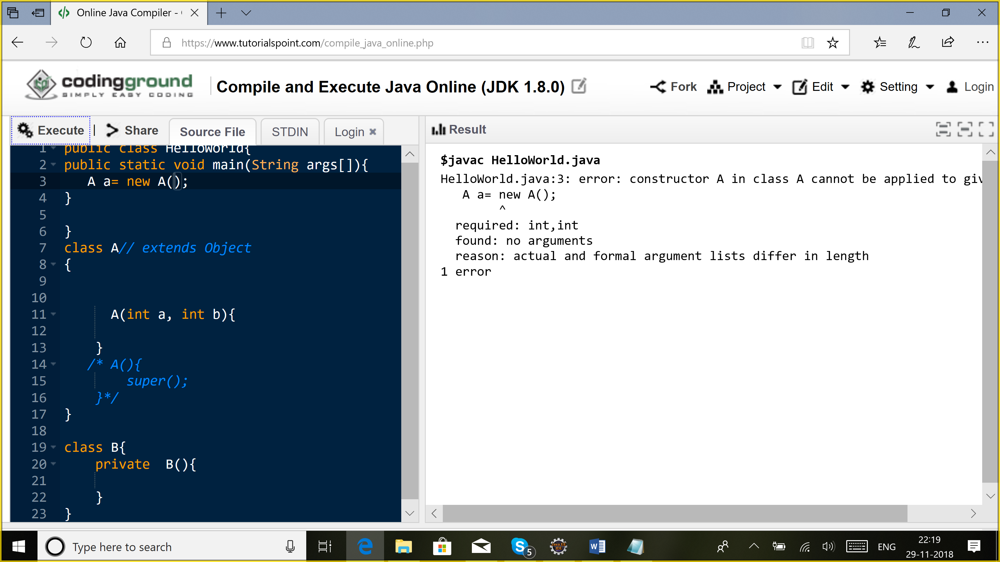 Online Java Compiler -
https://www.tutorialspoint.com/compile_java_online.php
codingground
SIMPLY EASY CODING
Compile and Execute Java Online (JDK 1.8.0)
Fork Project Edit Setting Login
Execute | Share Source File STDIN Login
Result
1 public class HelloWorld{
2 public static void main(String args[]){
3 A a= new A();
4 }
5
6 }
7 class A// extends Object
8 {
9
10
11 A(int a, int b){
12
13 }
14 /* A(){
15 super();
16 }*/
17 }
18
19 class B{
20 private B(){
21
22 }
23 }
$javac HelloWorld.java
HelloWorld.java:3: error: constructor A in class A cannot be applied to giv
A a= new A();
^
required: int,int
found: no arguments
reason: actual and formal argument lists differ in length
1 error
Type here to search
5
Java EE
IDE
ENG
22:19
29-11-2018